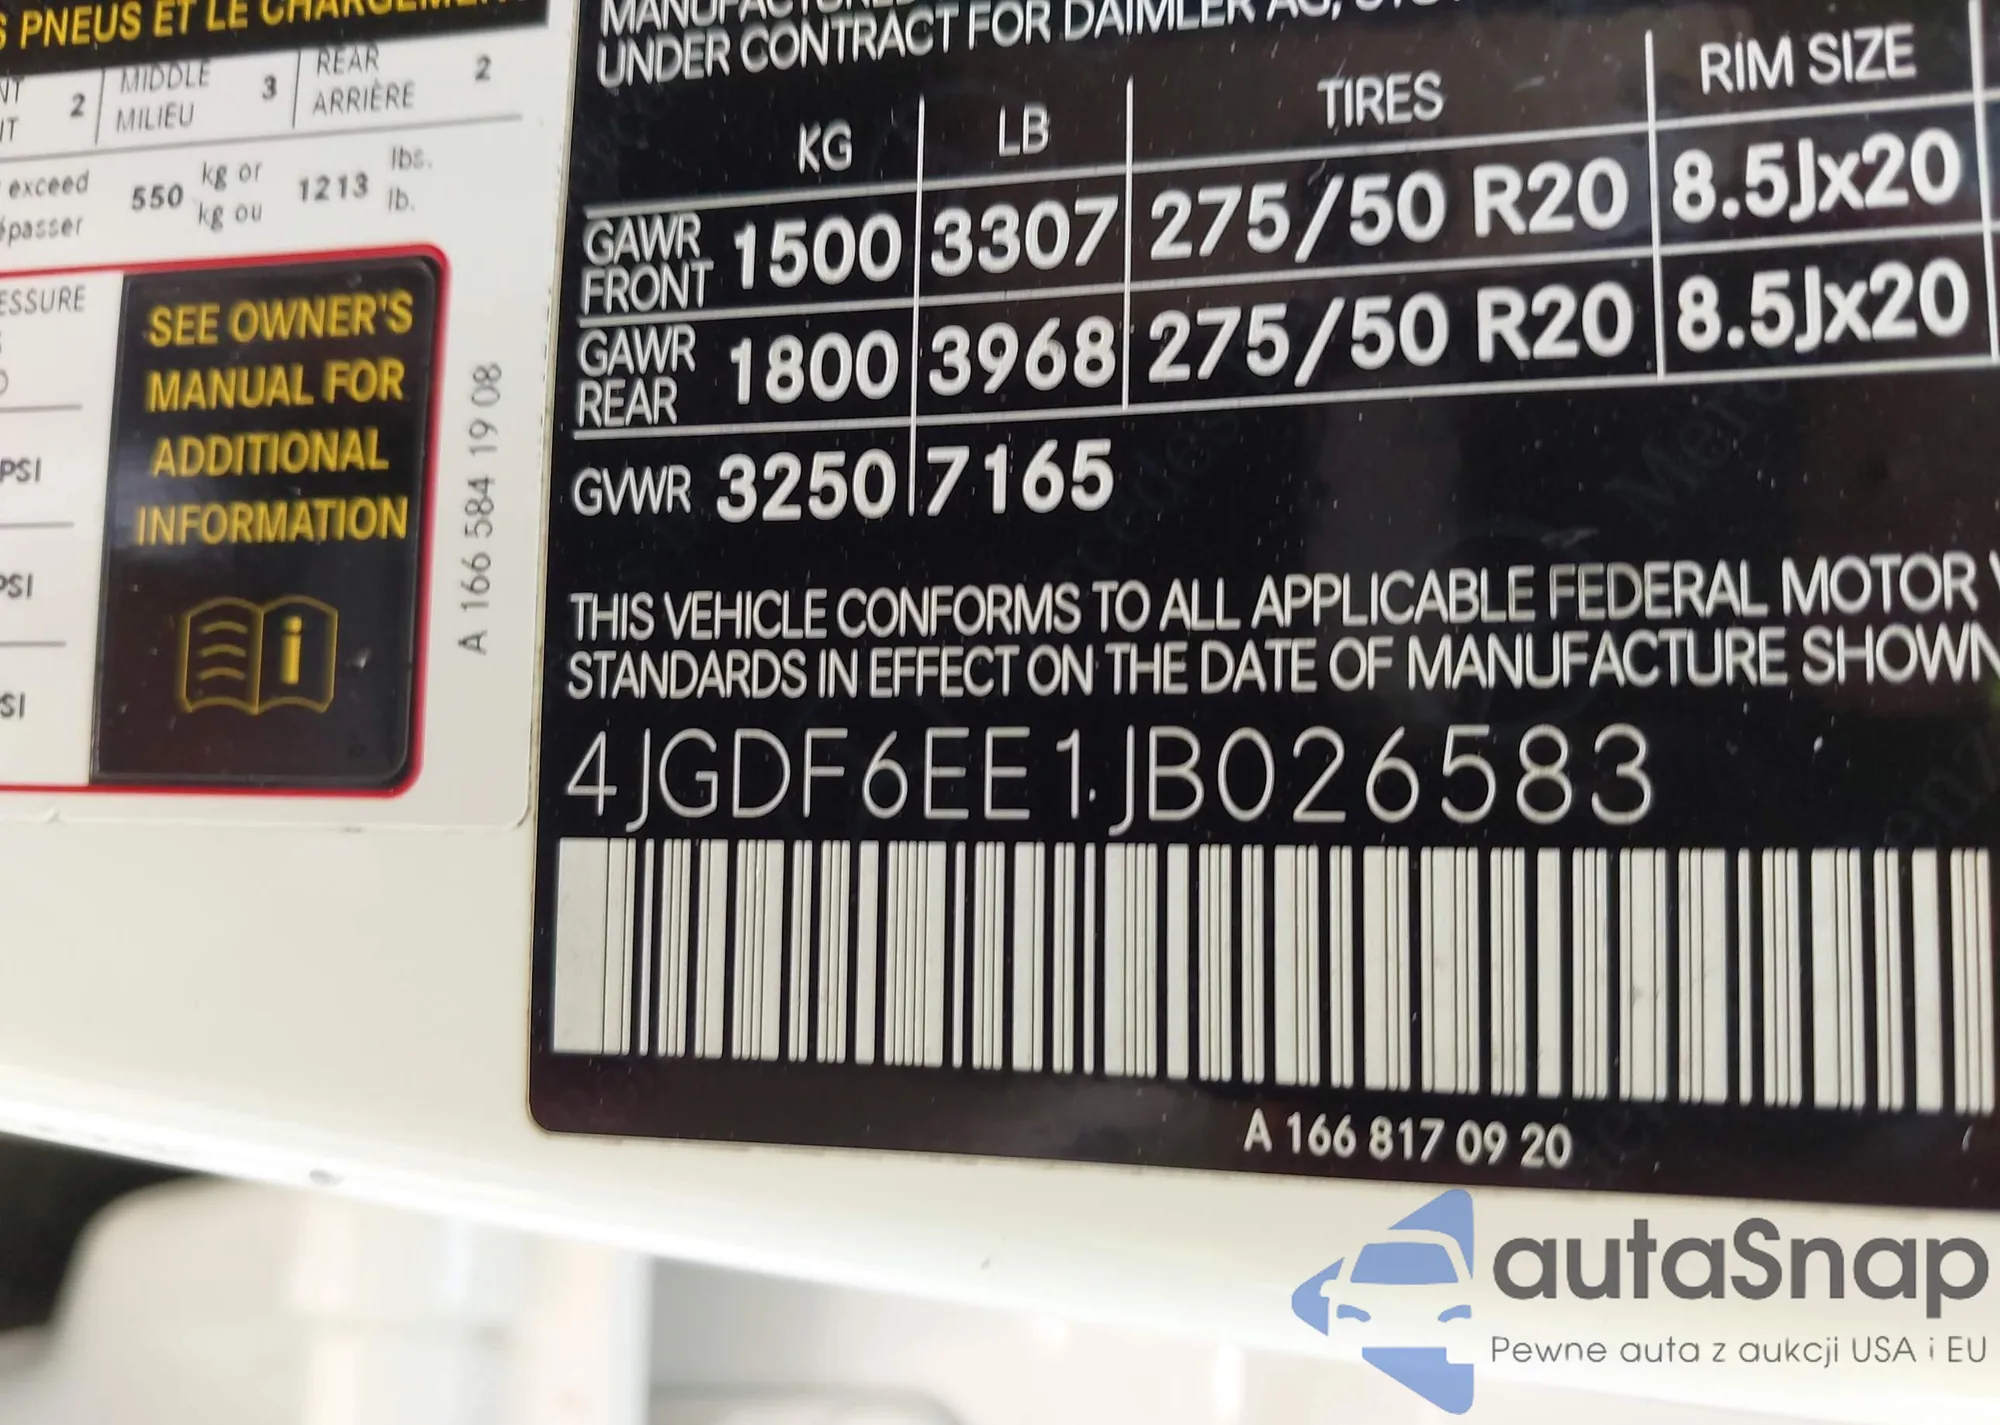 PNEUS ET LE CHARGEMENT
MIDDLE
MILIEU
2
3
REAR
ARRIÈRE
2
exceed
550
kg or
kg ou
1213
lbs.
lb.
SEE OWNER'S
MANUAL FOR
ADDITIONAL
INFORMATION
PSI
A 166 584 19 08
UNDER CONTRACT FOR DAIMLER AG,
KG
LB
TIRES
RIM SIZE
GAWR
FRONT
1500
3307
275/50 R20
8.5Jx20
GAWR
REAR
1800
3968
275/50 R20
8.5Jx20
GVWR
3250
7165
THIS VEHICLE CONFORMS TO ALL APPLICABLE FEDERAL MOTOR
STANDARDS IN EFFECT ON THE DATE OF MANUFACTURE SHOWN
4JGDF6EE1JB026583
A 166 817 09 20
autaSnap
Pewne auta z aukcji USA i EU